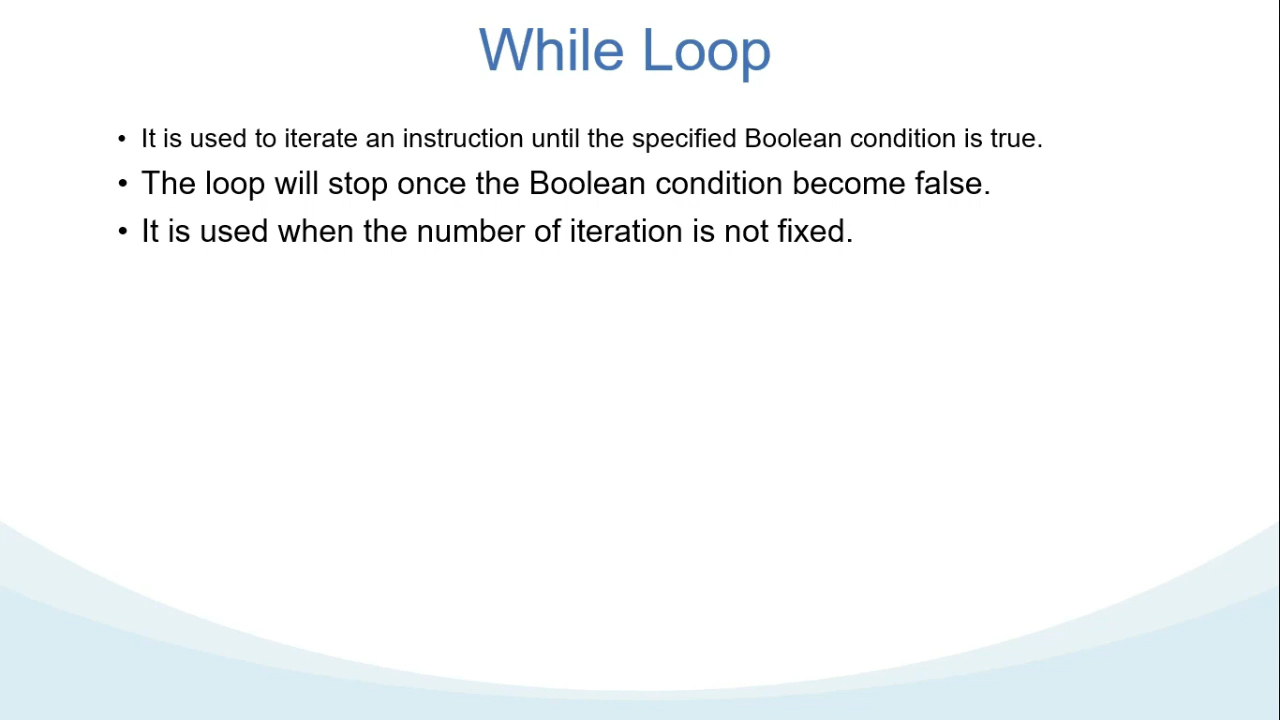 While Loop
• It is used to iterate an instruction until the specified Boolean condition is true.
• The loop will stop once the Boolean condition become false.
• It is used when the number of iteration is not fixed.